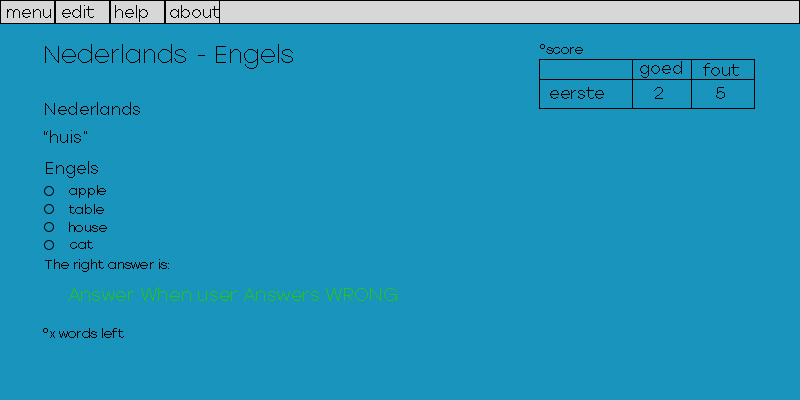 menu edit help about
Nederlands - Engels
°score
goed fout
eerste 2 5
Nederlands
"huis"
Engels
apple
table
house
cat
The right answer is:
Answer When user Answers WRONG
°x words left